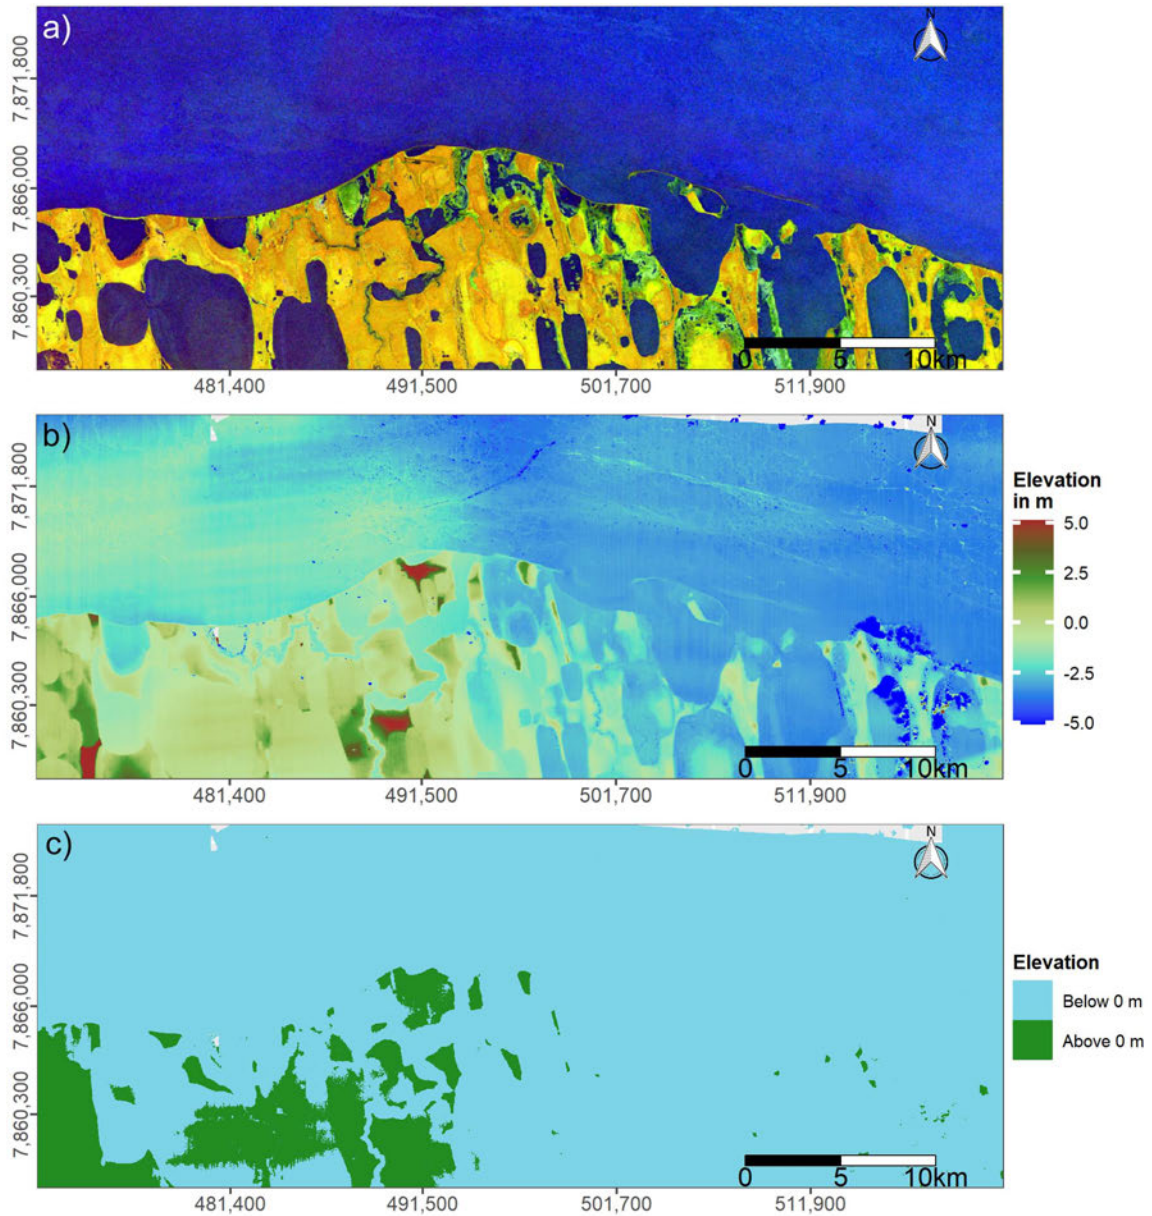 a)
N
7,871,800
7,866,000
7,860,300
0 5 10km
481,400 491,500 501,700 511,900
b)
N
7,871,800
7,866,000
7,860,300
0 5 10km
481,400 491,500 501,700 511,900
Elevation
in m
5.0
2.5
0.0
-2.5
-5.0
c)
N
7,871,800
7,866,000
7,860,300
0 5 10km
481,400 491,500 501,700 511,900
Elevation
Below 0 m
Above 0 m